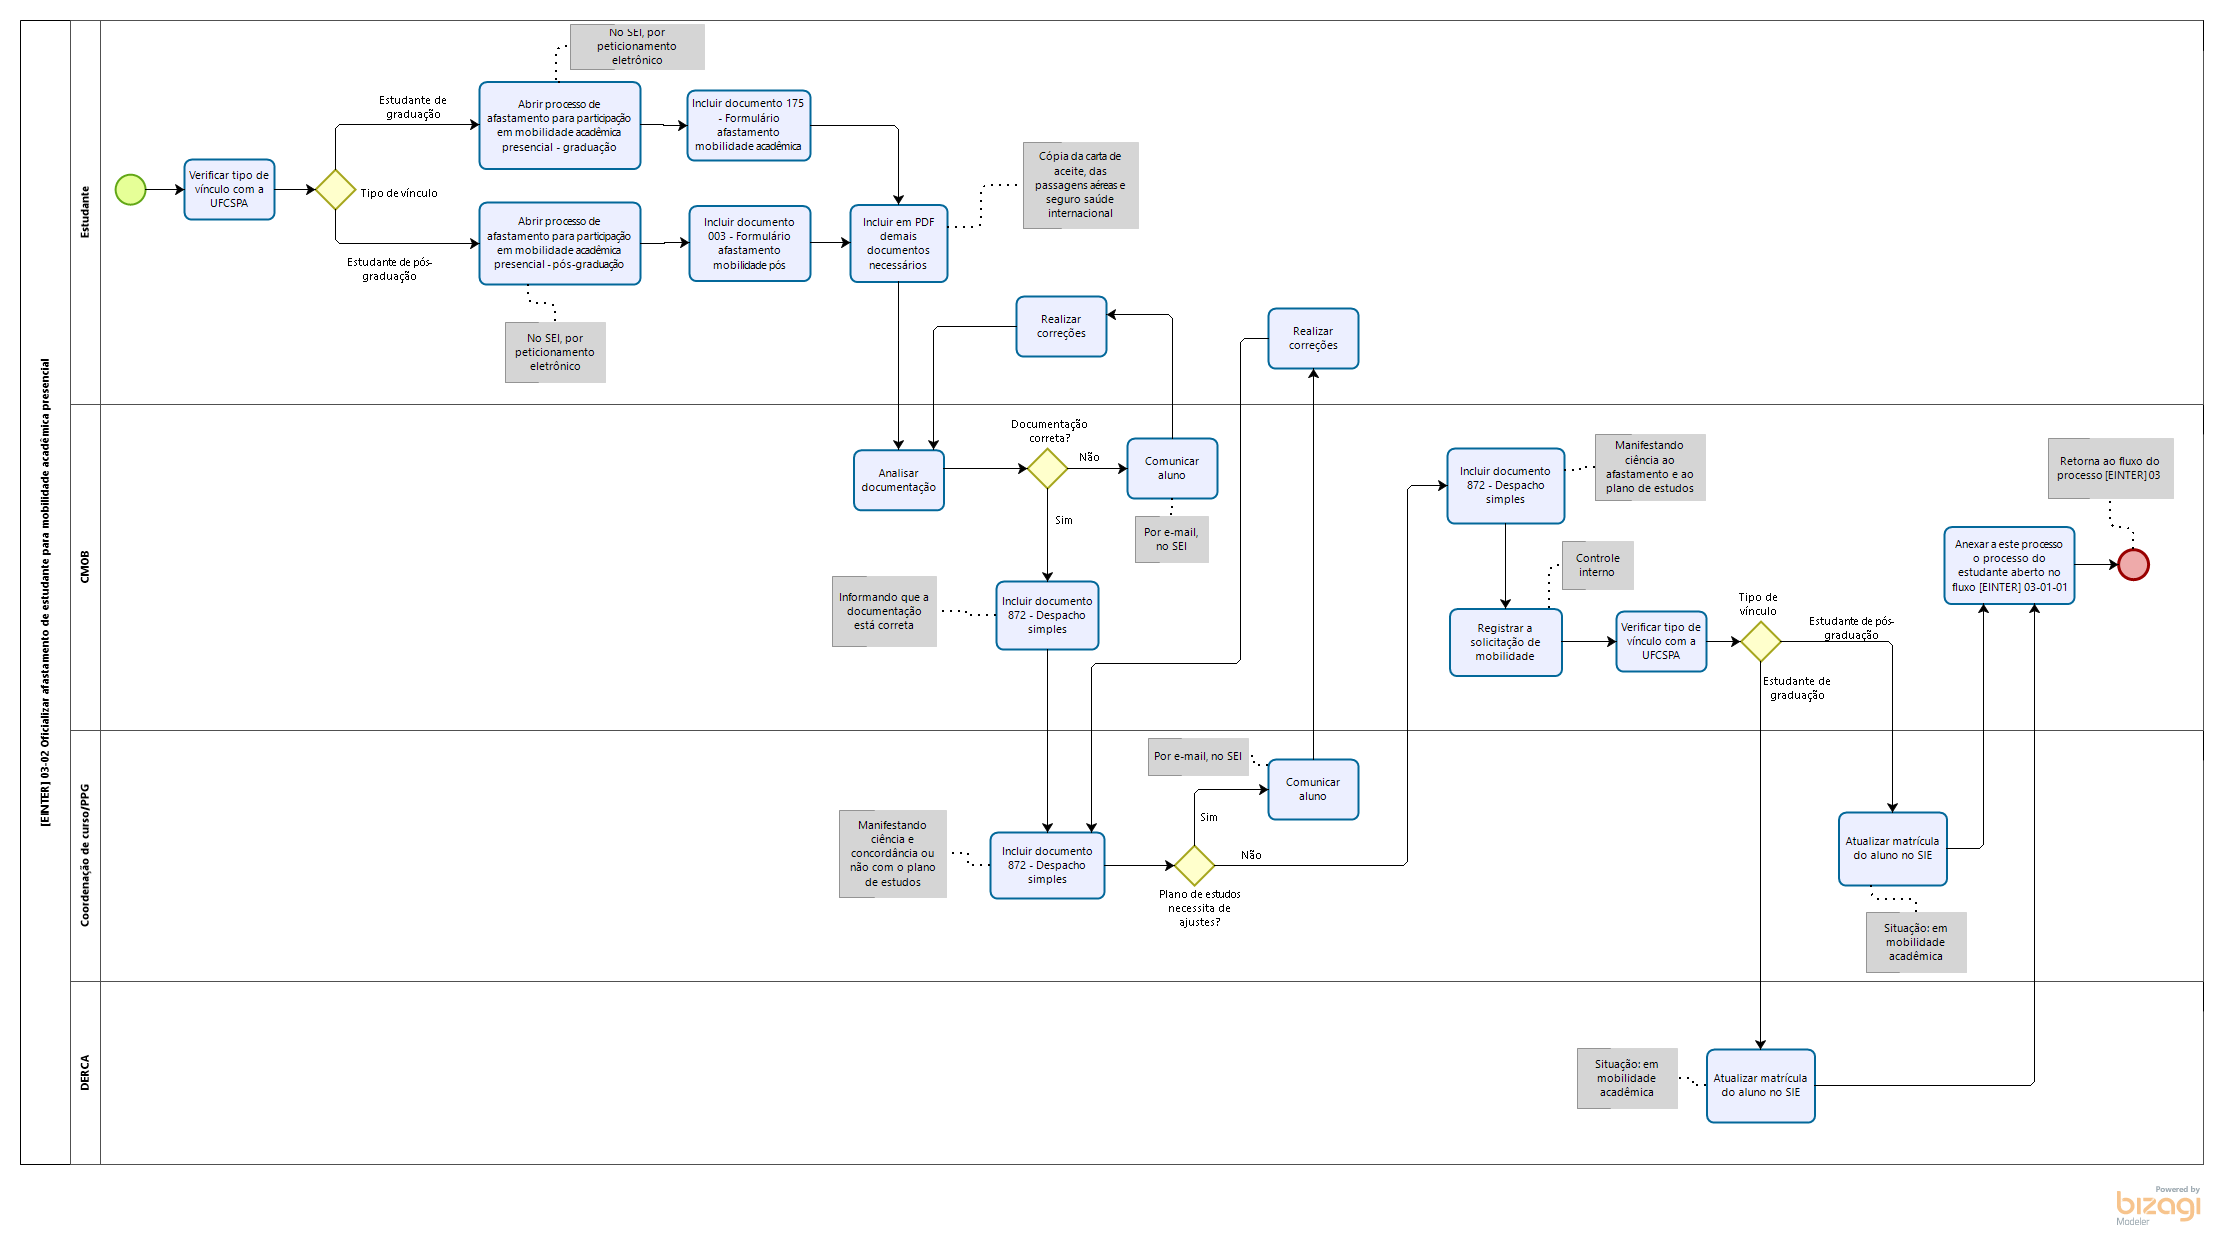 [EINTER] 03-02 Oficializar afastamento de estudante para mobilidade acadêmica presencial
Estudante
No SEI, por
peticionamento
eletrônico
Verificar tipo de
vínculo com a
UFCSPA
Tipo de vínculo
Estudante de
graduação
Abrir processo de
afastamento para participação
em mobilidade acadêmica
presencial - graduação
Incluir documento 175
- Formulário
afastamento
mobilidade acadêmica
Estudante de pós-
graduação
Abrir processo de
afastamento para participação
em mobilidade acadêmica
presencial - pós-graduação
Incluir documento
003 - Formulário
afastamento
mobilidade pós
Incluir em PDF
demais
documentos
necessários
Cópia da carta de
aceite, das
passagens aéreas e
seguro saúde
internacional
No SEI, por
peticionamento
eletrônico
Realizar
correções
Realizar
correções
CMOB
Analisar
documentação
Documentação
correta?
Não
Comunicar
aluno
Por e-mail,
no SEI
Sim
Informando que a
documentação
está correta
Incluir documento
872 - Despacho
simples
Incluir documento
872 - Despacho
simples
Manifestando
ciência ao
afastamento e ao
plano de estudos
Controle
interno
Registrar a
solicitação de
mobilidade
Verificar tipo de
vínculo com a
UFCSPA
Tipo de
vínculo
Estudante de pós-
graduação
Estudante de
graduação
Anexar a este processo
o processo do
estudante aberto no
fluxo [EINTER] 03-01-01
Retorna ao fluxo do
processo [EINTER] 03
Coordenação de curso/PPG
Manifestando
ciência e
concordância ou
não com o plano
de estudos
Incluir documento
872 - Despacho
simples
Plano de estudos
necessita de
ajustes?
Sim
Não
Por e-mail, no SEI
Comunicar
aluno
Atualizar matrícula
do aluno no SIE
Situação: em
mobilidade
acadêmica
DERCA
Situação: em
mobilidade
acadêmica
Atualizar matrícula
do aluno no SIE
Powered by
bizagi
Modeler